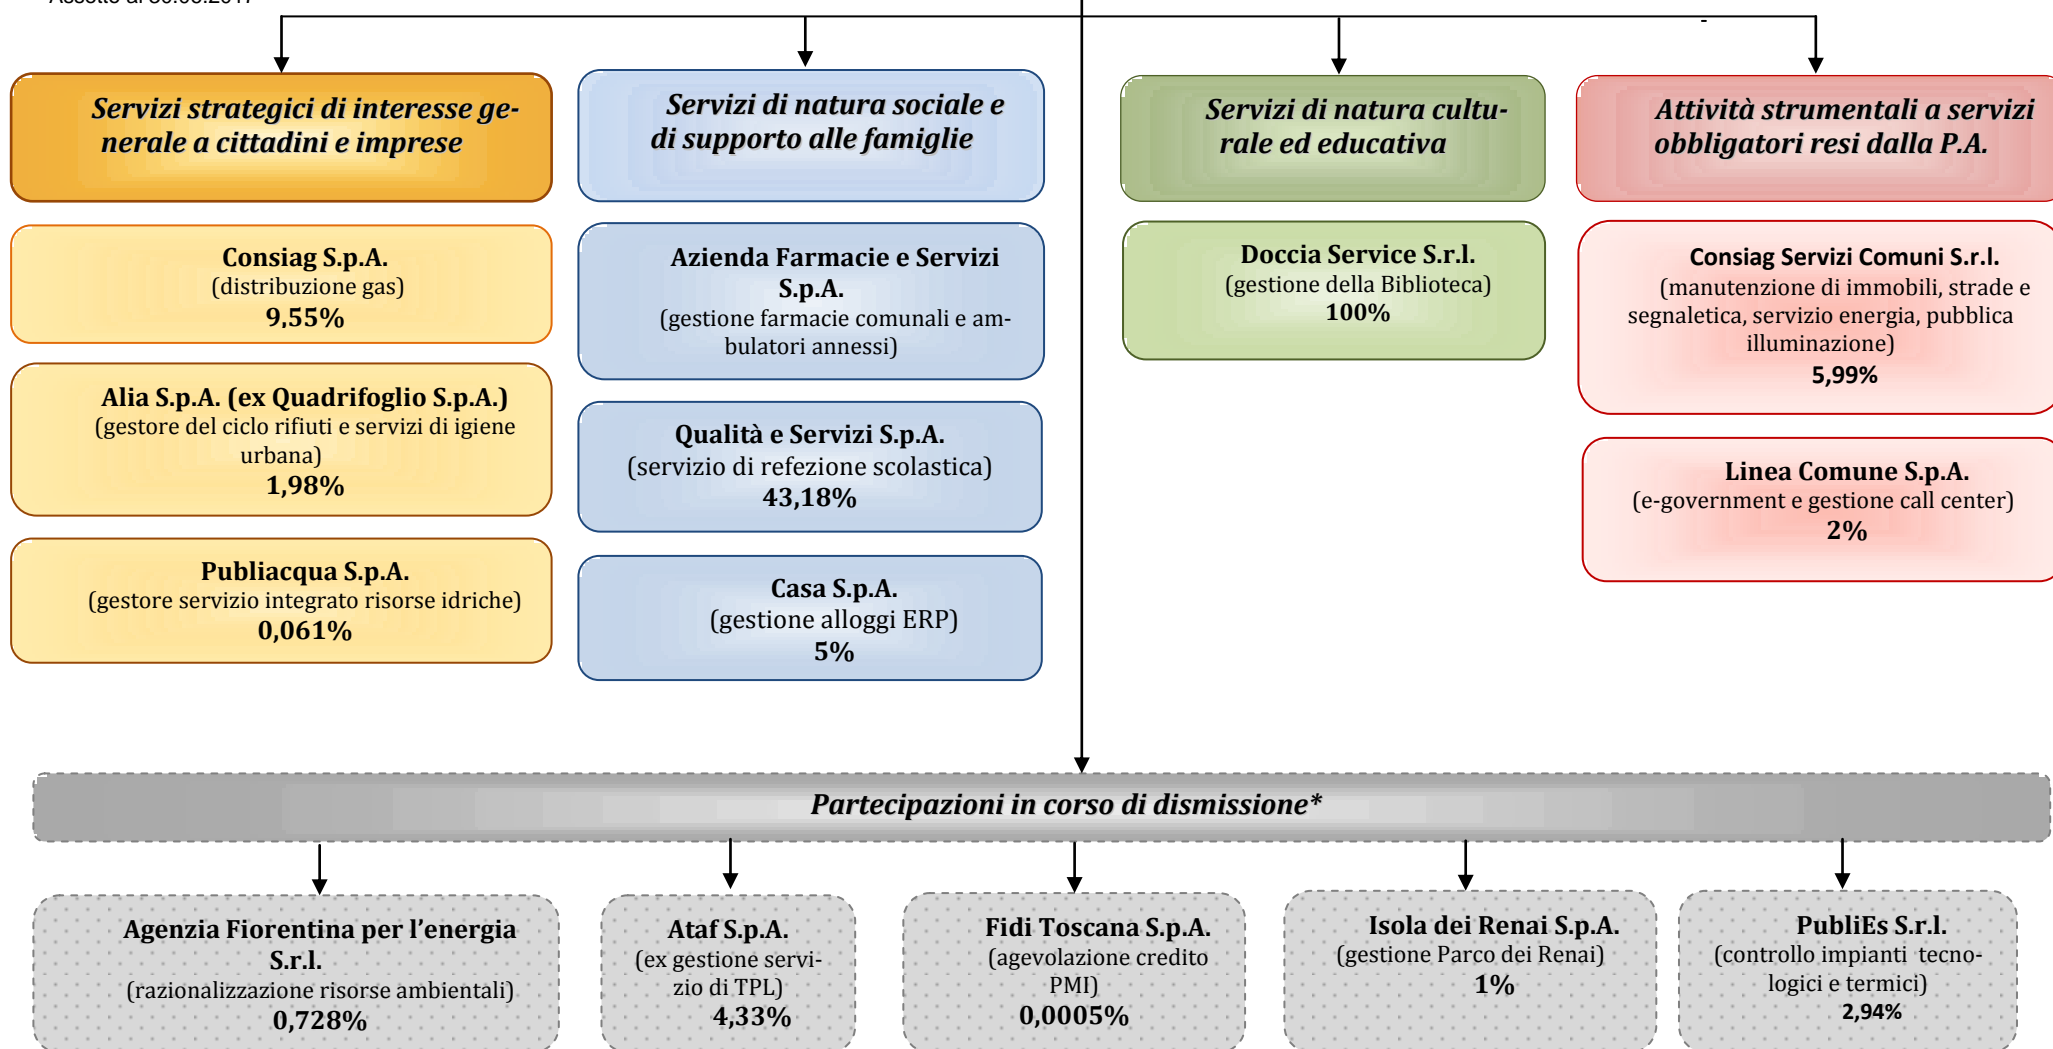 Servizi strategici di interesse ge-
nerale a cittadini e imprese
Consiag S.p.A.
(distribuzione gas)
9,55%
Alia S.p.A. (ex Quadrifoglio S.p.A.)
(gestore del ciclo rifiuti e servizi di igiene
urbana)
1,98%
Publiacqua S.p.A.
(gestore servizio integrato risorse idriche)
0,061%
Servizi di natura sociale e
di supporto alle famiglie
Azienda Farmacie e Servizi
S.p.A.
(gestione farmacie comunali e am-
bulatori annessi)
Qualità e Servizi S.p.A.
(servizio di refezione scolastica)
43,18%
Casa S.p.A.
(gestione alloggi ERP)
5%
Servizi di natura cultu-
rale ed educativa
Doccia Service S.r.l.
(gestione della Biblioteca)
100%
Attività strumentali a servizi
obbligatori resi dalla P.A.
Consiag Servizi Comuni S.r.l.
(manutenzione di immobili, strade e
segnaletica, servizio energia, pubblica
illuminazione)
5,99%
Linea Comune S.p.A.
(e-government e gestione call center)
2%
Partecipazioni in corso di dismissione*
Agenzia Fiorentina per l'energia
S.r.l.
(razionalizzazione risorse ambientali)
0,728%
Ataf S.p.A.
(ex gestione servi-
zio di TPL)
4,33%
Fidi Toscana S.p.A.
(agevolazione credito
PMI)
0,0005%
Isola dei Renai S.p.A.
(gestione Parco dei Renai)
1%
PubliEs S.r.l.
(controllo impianti tecno-
logici e termici)
2,94%